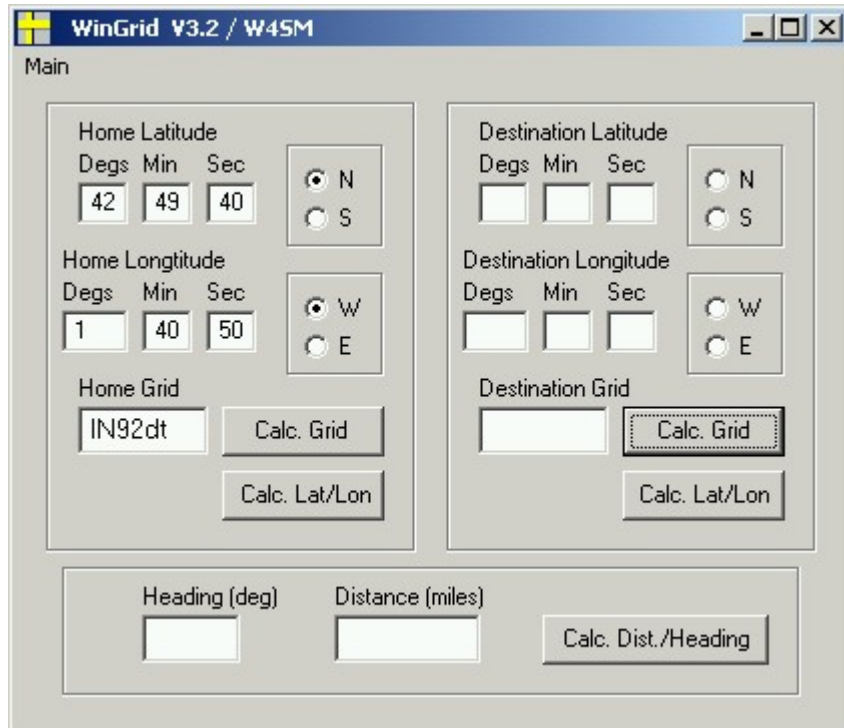 WinGrid V3.2 / W4SM
Main
Home Latitude
Degs Min Sec
42 49 40
N
S
Home Longtitude
Degs Min Sec
1 40 50
W
E
Home Grid
IN92dt
Calc. Grid
Calc. Lat/Lon
Destination Latitude
Degs Min Sec
N
S
Destination Longitude
Degs Min Sec
W
E
Destination Grid
Calc. Grid
Calc. Lat/Lon
Heading (deg)
Distance (miles)
Calc. Dist./Heading